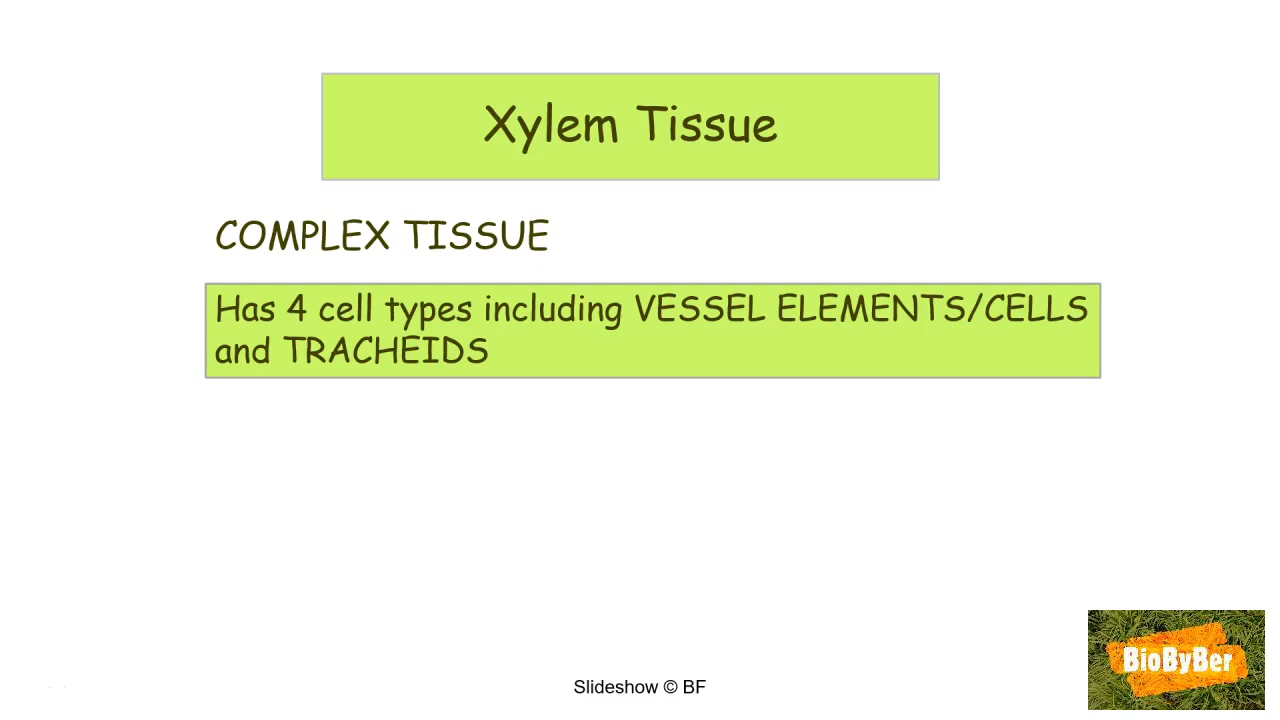 Xylem Tissue
COMPLEX TISSUE
Has 4 cell types including VESSEL ELEMENTS/CELLS
and TRACHEIDS
BioByBer
Slideshow © BF